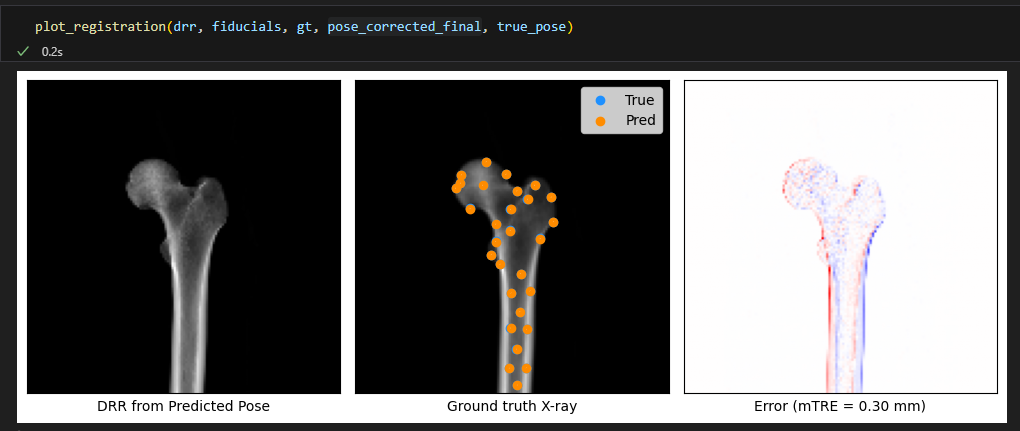 plot_registration(drr, fiducials, gt, pose_corrected_final, true_pose)
0.2s
True
Pred
DRR from Predicted Pose
Ground truth X-ray
Error (mTRE = 0.30 mm)